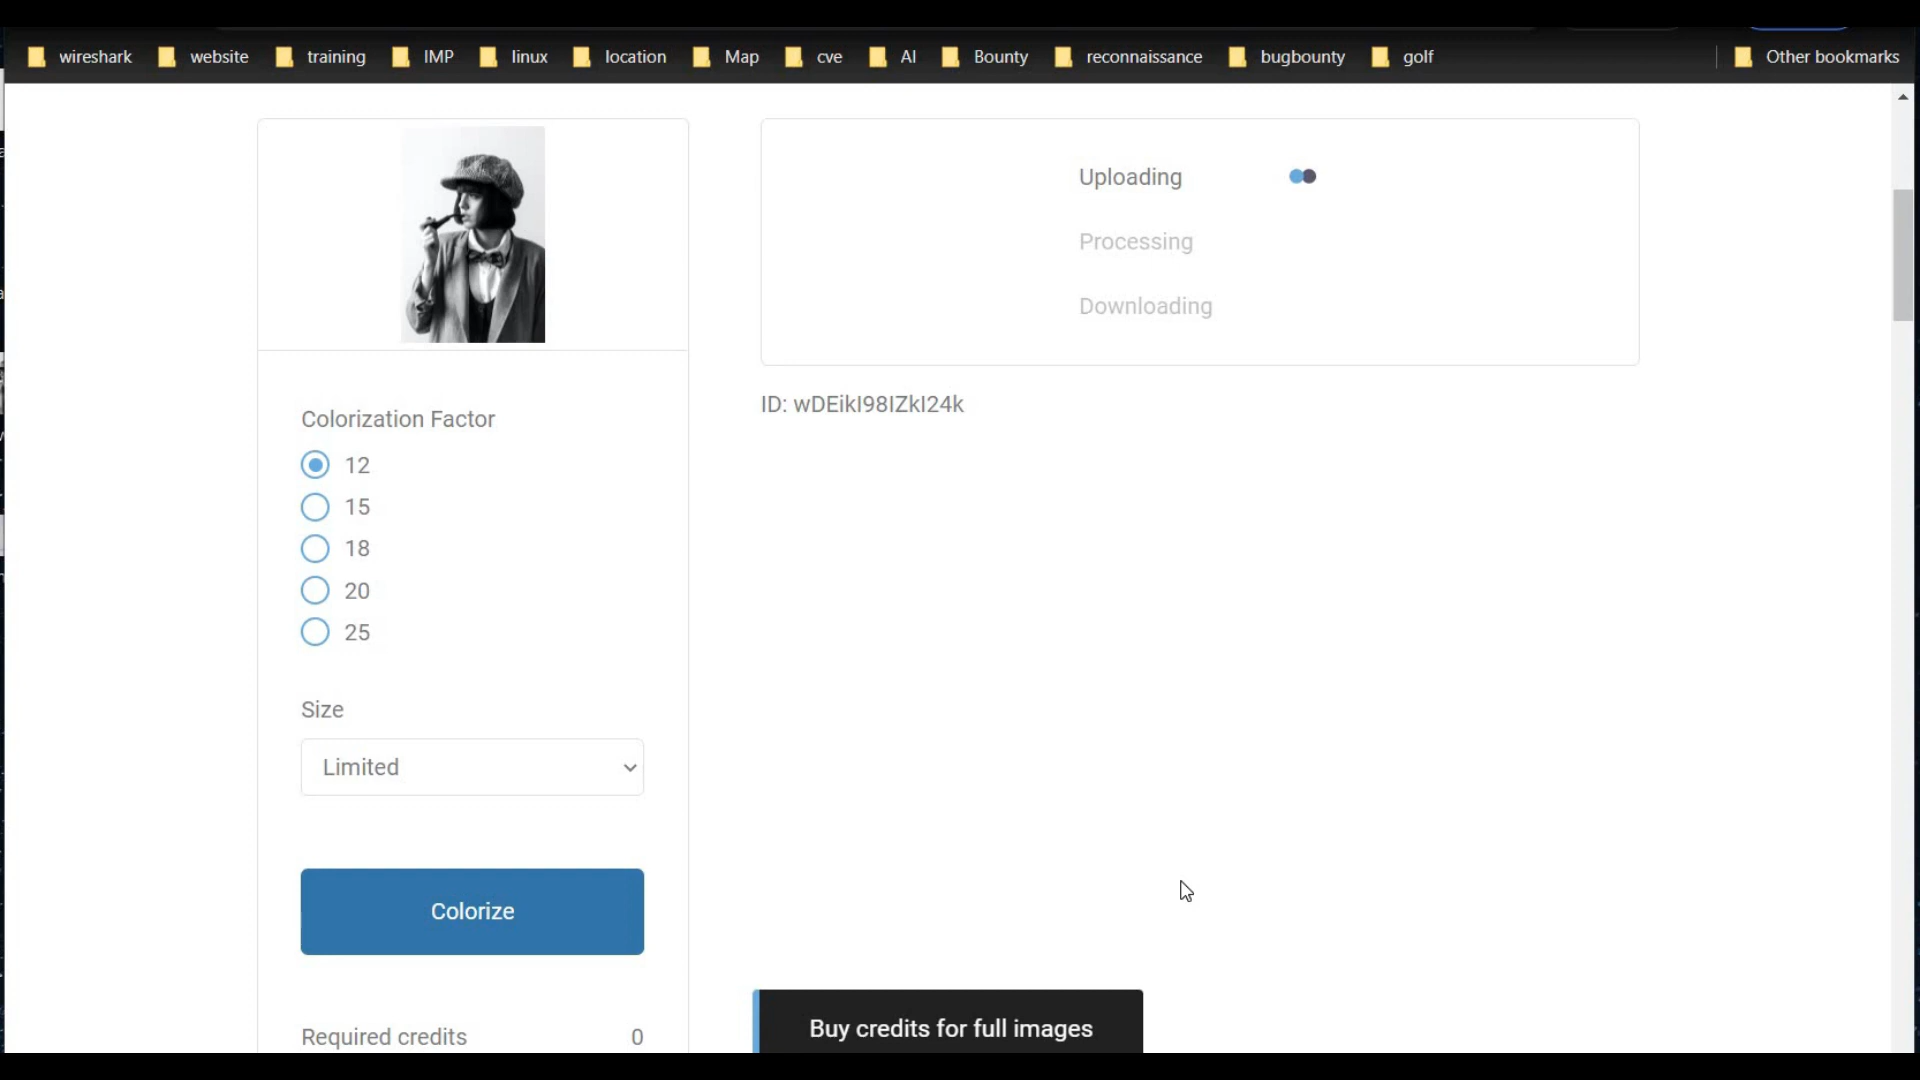 wireshark website training IMP linux location Map cve AI Bounty reconnaissance bugbounty golf Other bookmarks
Uploading
Processing
Downloading
ID: wDEikI98IZkI24k
Colorization Factor
12
15
18
20
25
Size
Limited
Colorize
Required credits 0
Buy credits for full images